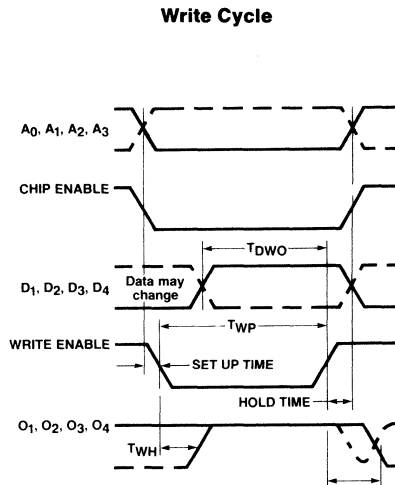 Write Cycle
A0, A1, A2, A3
CHIP ENABLE
TDWO
D1, D2, D3, D4
Data may
change
TWP
WRITE ENABLE
SET UP TIME
HOLD TIME
O1, O2, O3, O4
TWH